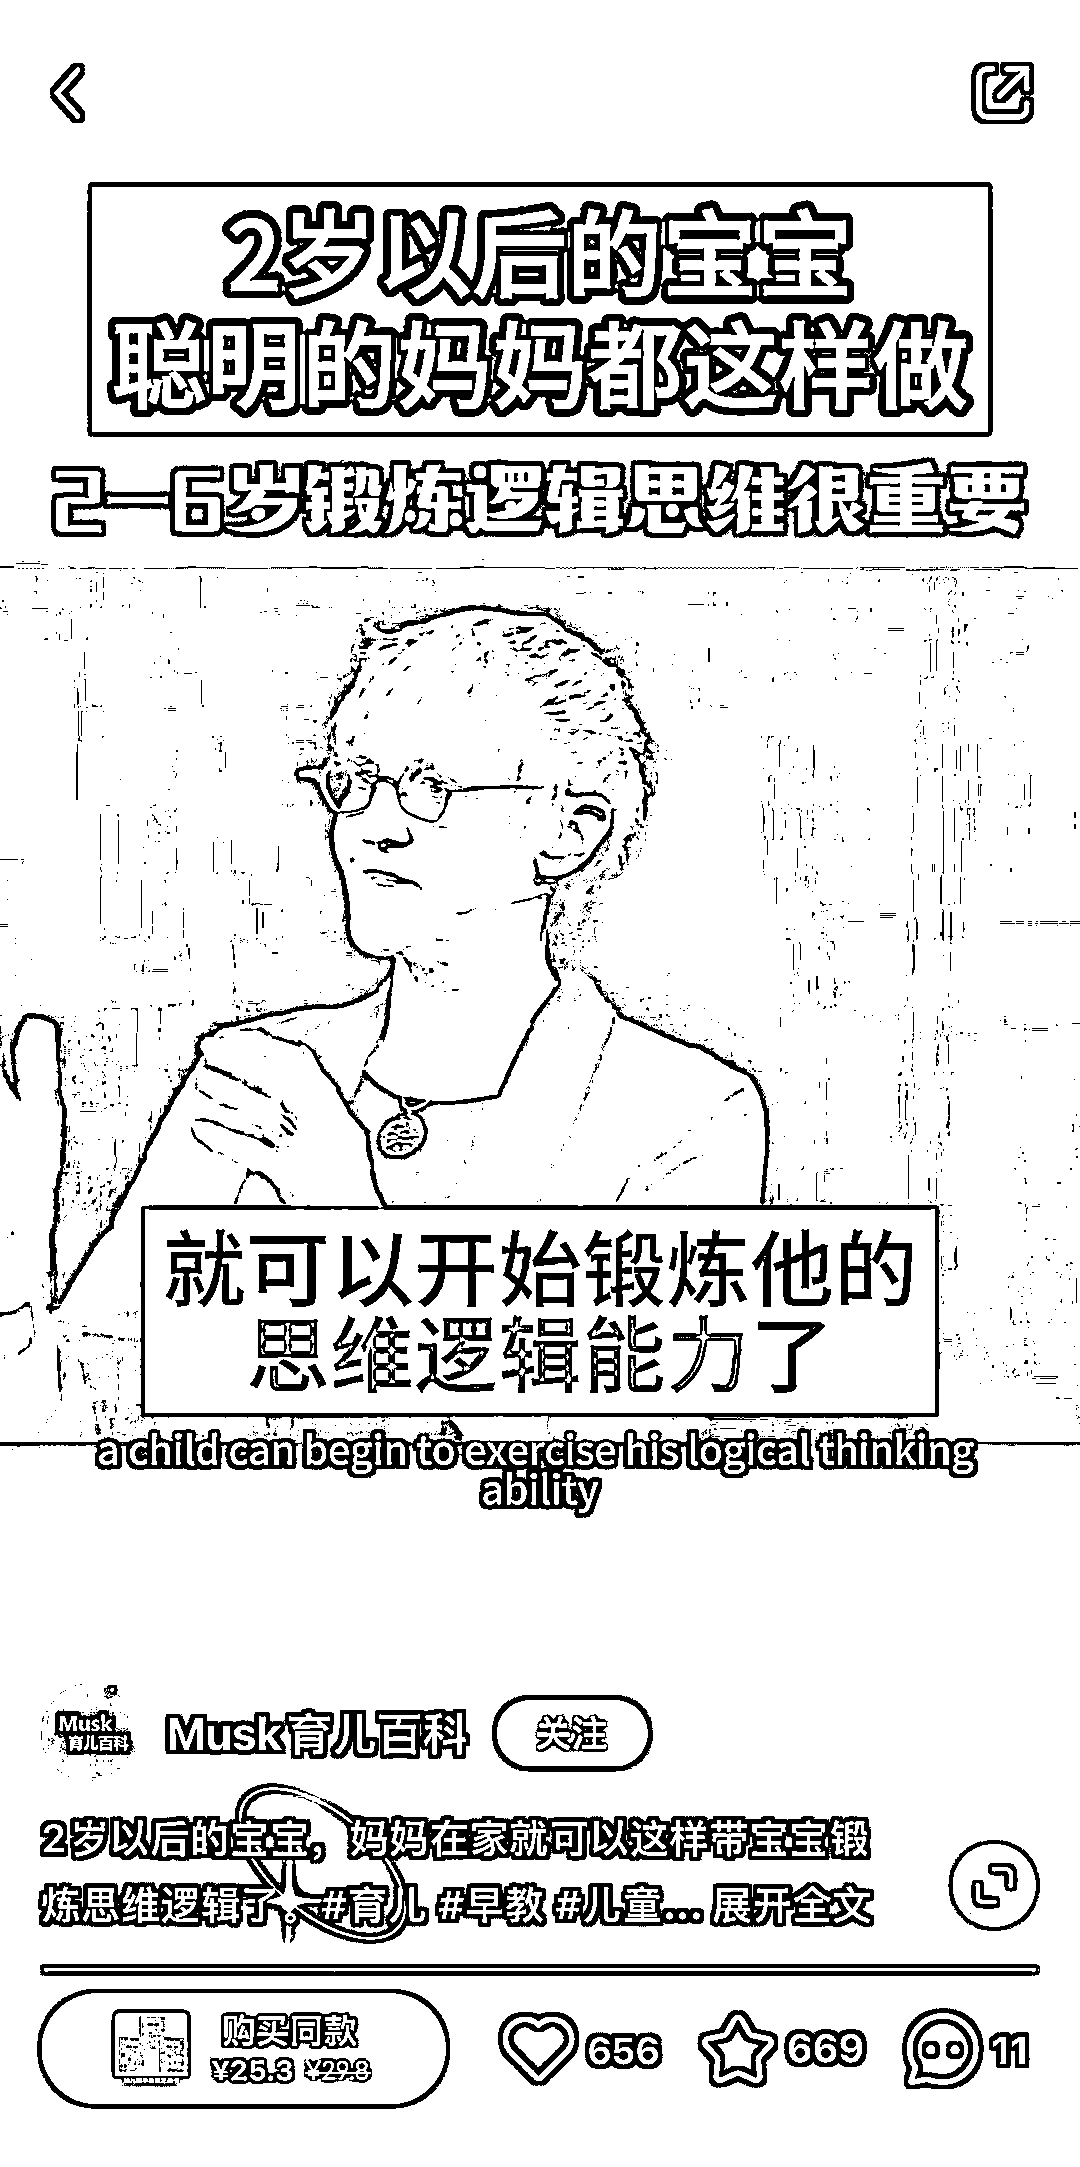 2岁以后的宝宝
聪明的妈妈都这样做
2一6岁锻炼逻辑思维很重要
就可以开始锻炼他的
思维逻辑能力了
a child can begin to exercise his logical thinking
ability
Musk
育儿百科
Musk育儿百科
关注
2岁以后的宝宝，妈妈在家就可以这样带宝宝锻
炼思维逻辑了。#育儿 #早教 #儿童... 展开全文
购买同款
¥25.3 ¥29.8
656
669
11